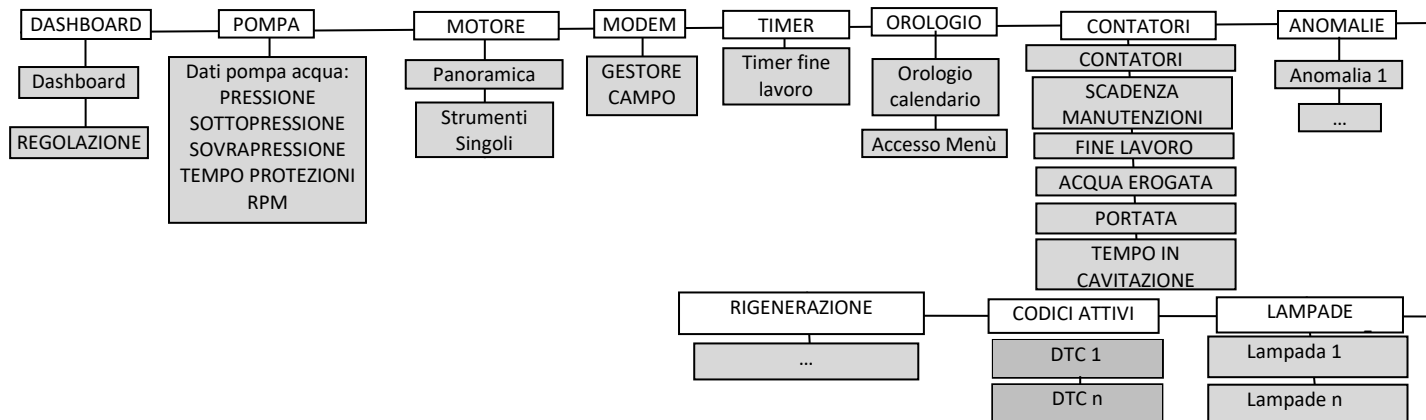 DASHBOARD
POMPA
MOTORE
MODEM
TIMER
OROLOGIO
CONTATORI
ANOMALIE
Dashboard
REGOLAZIONE
Dati pompa acqua:
PRESSIONE
SOTTOPRESSIONE
SOVRAPRESSIONE
TEMPO PROTEZIONI
RPM
Panoramica
Strumenti
Singoli
GESTORE
CAMPO
Timer fine
lavoro
Orologio
calendario
Accesso Menù
CONTATORI
SCADENZA
MANUTENZIONI
FINE LAVORO
ACQUA EROGATA
PORTATA
TEMPO IN
CAVITAZIONE
Anomalia 1
...
RIGENERAZIONE
CODICI ATTIVI
LAMPADE
...
DTC 1
DTC n
Lampada 1
Lampade n